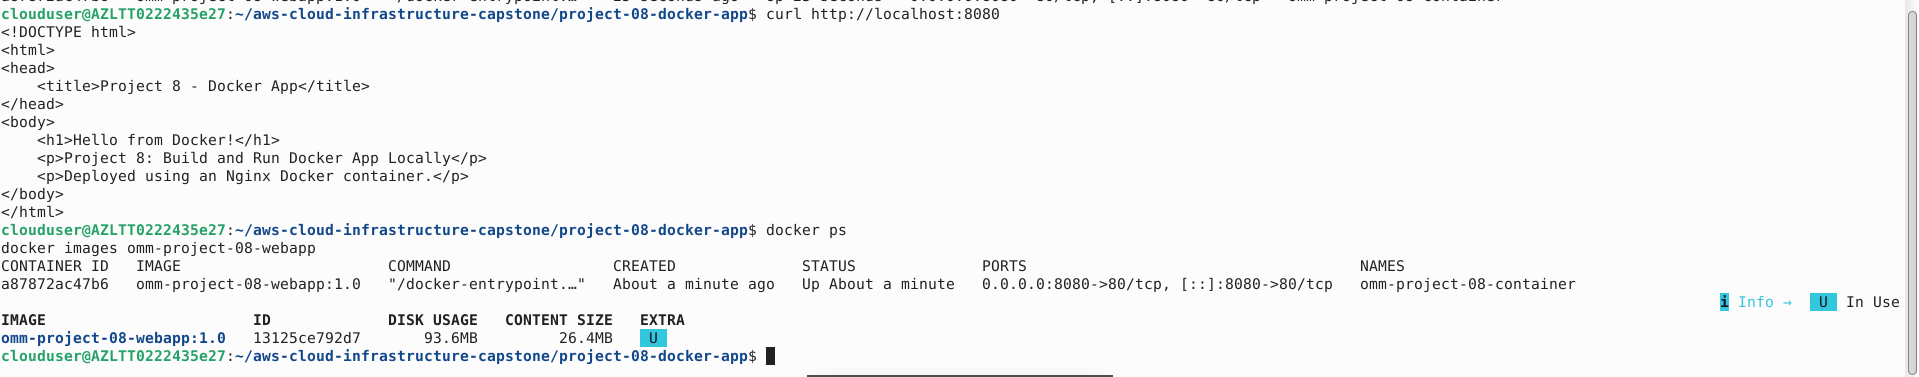 clouduser@AZLTT0222435e27:~/aws-cloud-infrastructure-capstone/project-08-docker-app$ curl http://localhost:8080
<!DOCTYPE html>
<html>
<head>
    <title>Project 8 - Docker App</title>
</head>
<body>
    <h1>Hello from Docker!</h1>
    <p>Project 8: Build and Run Docker App Locally</p>
    <p>Deployed using an Nginx Docker container.</p>
</body>
</html>
clouduser@AZLTT0222435e27:~/aws-cloud-infrastructure-capstone/project-08-docker-app$ docker ps
docker images omm-project-08-webapp
CONTAINER ID   IMAGE                       COMMAND                  CREATED              STATUS              PORTS                                     NAMES
a87872ac47b6   omm-project-08-webapp:1.0   "/docker-entrypoint.…"   About a minute ago   Up About a minute   0.0.0.0:8080->80/tcp, [::]:8080->80/tcp   omm-project-08-container
i Info →   U  In Use
IMAGE                       ID             DISK USAGE   CONTENT SIZE   EXTRA
omm-project-08-webapp:1.0   13125ce792d7       93.6MB         26.4MB    U
clouduser@AZLTT0222435e27:~/aws-cloud-infrastructure-capstone/project-08-docker-app$